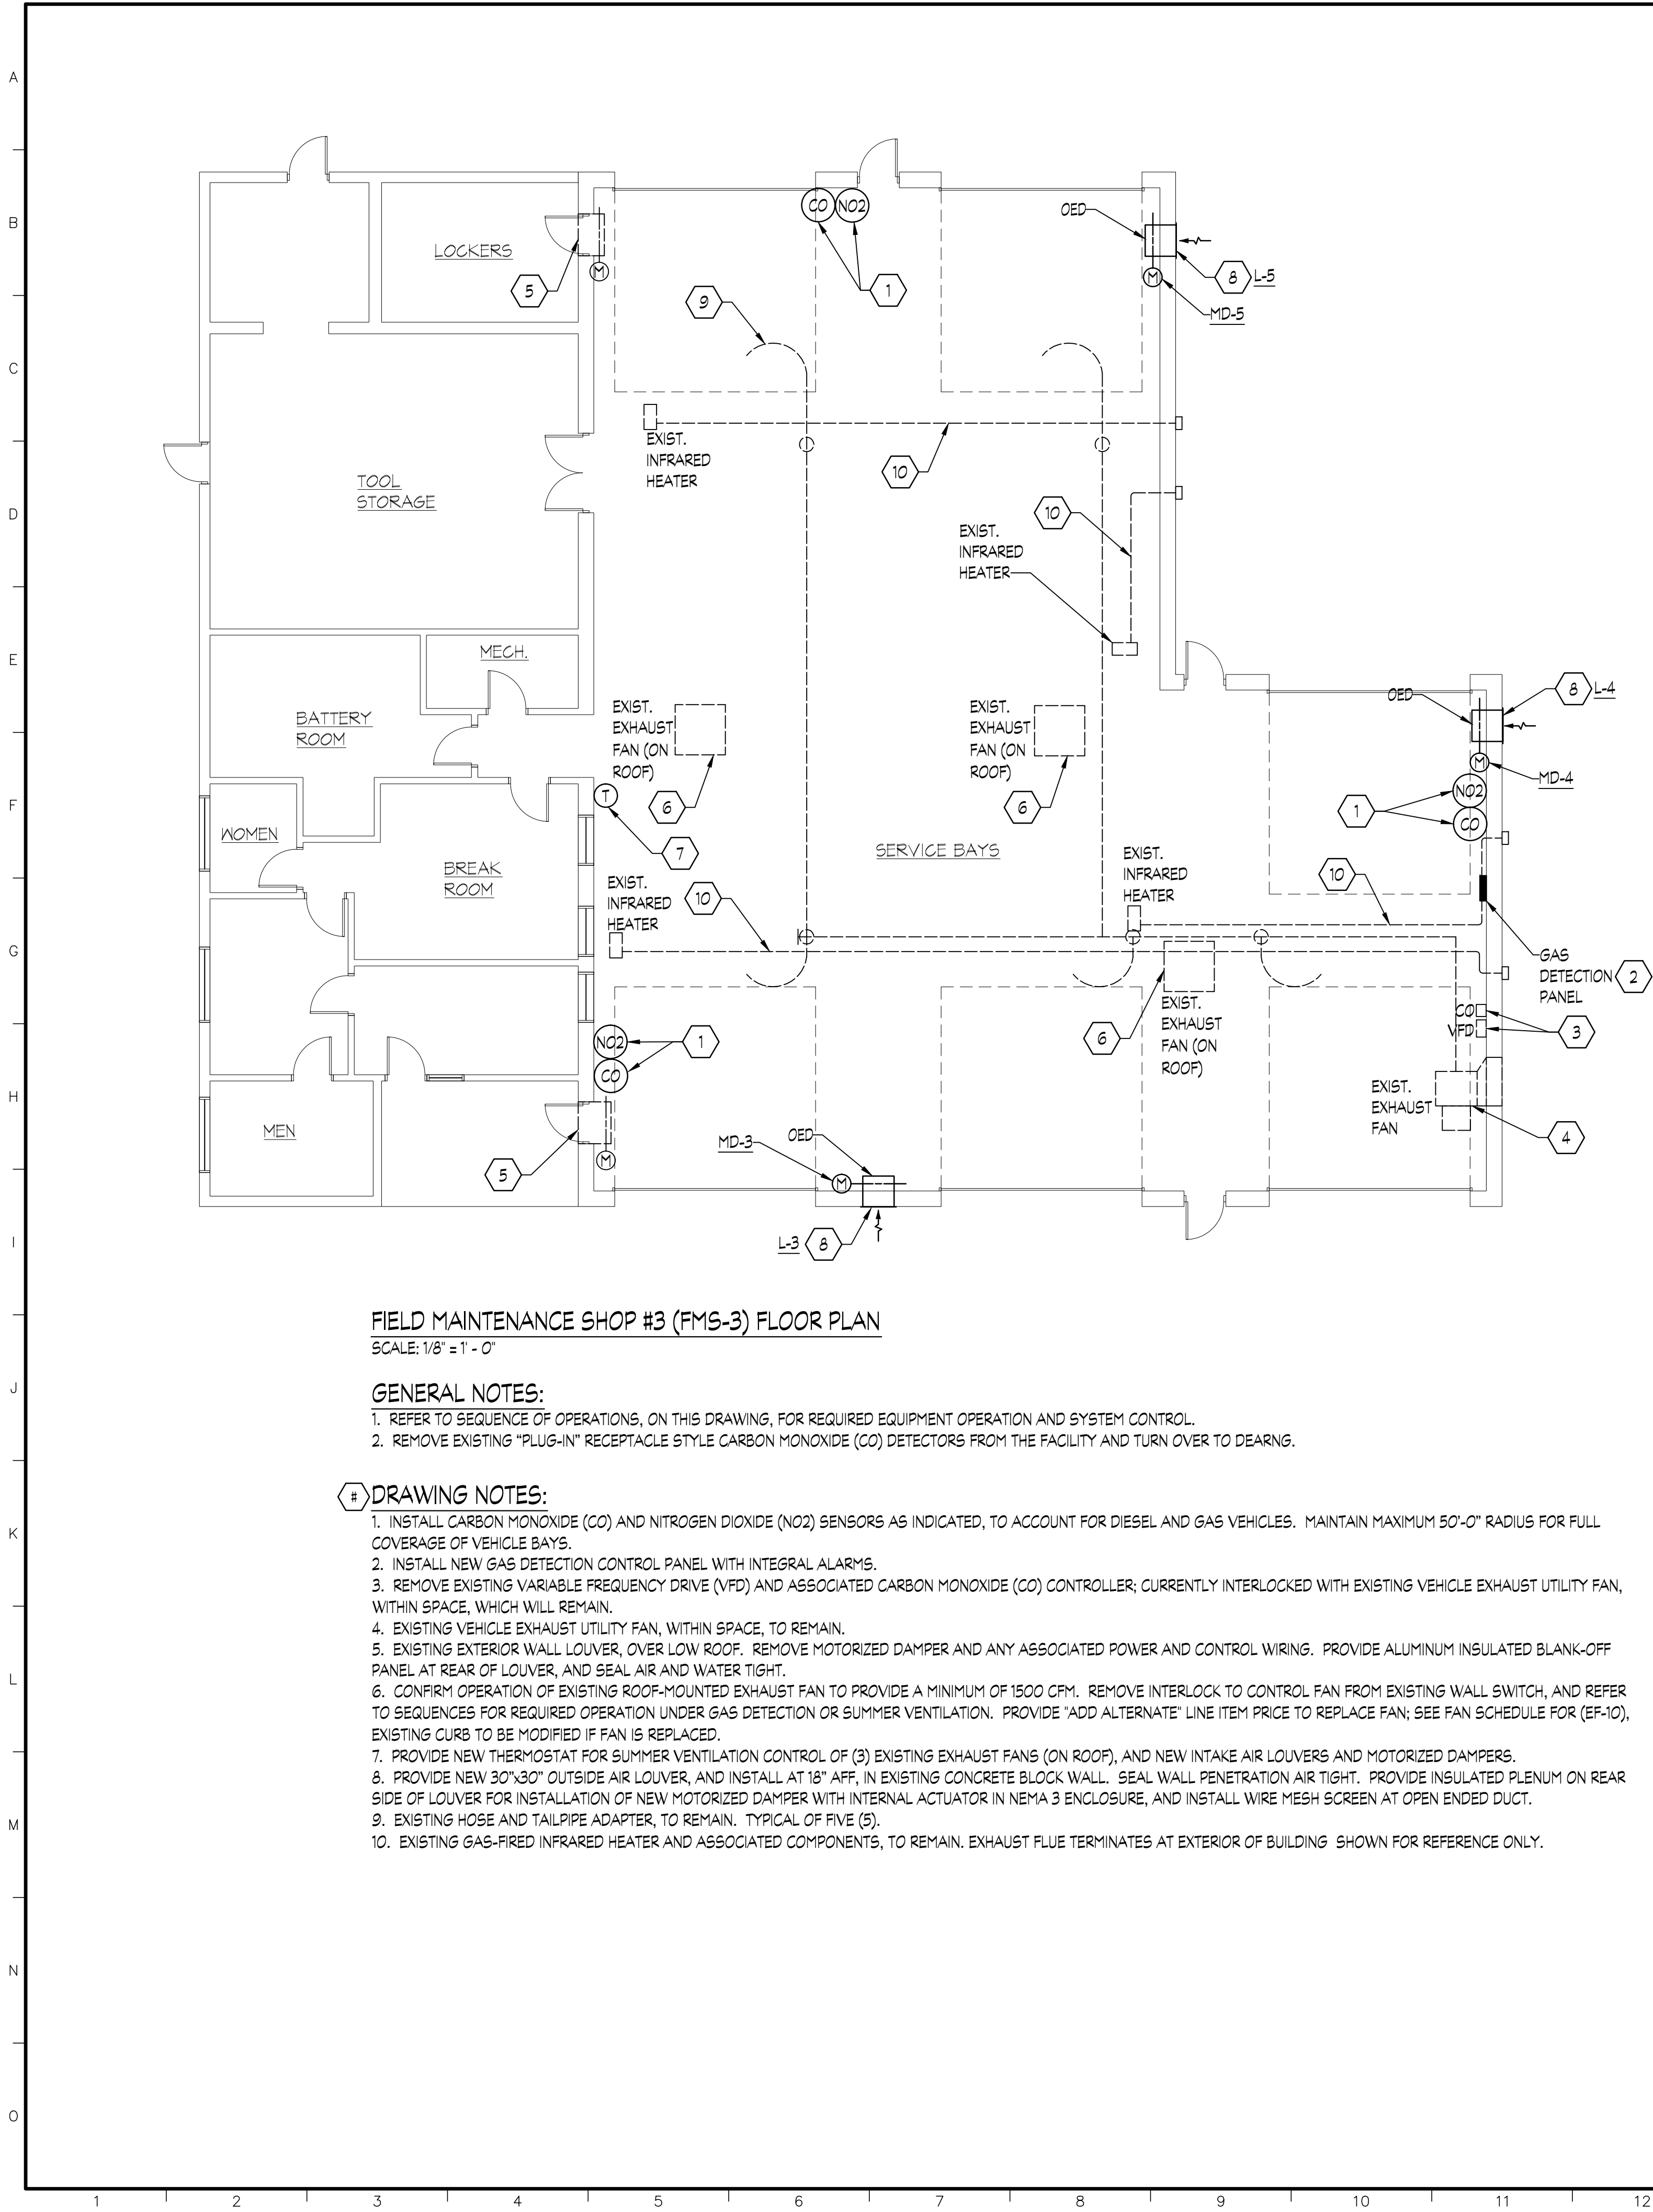 A
B
C
D
E
F
G
H
I
J
K
L
M
N
O
LOCKERS
5
M
CO
NO2
1
9
OED
M
8
L-5
MD-5
EXIST.
INFRARED
HEATER
10
TOOL
STORAGE
10
EXIST.
INFRARED
HEATER
MECH.
BATTERY
ROOM
EXIST.
EXHAUST
FAN (ON
ROOF)
6
EXIST.
EXHAUST
FAN (ON
ROOF)
6
OED
8
L-4
M
MD-4
NO2
CO
1
T
7
WOMEN
BREAK
ROOM
SERVICE BAYS
EXIST.
INFRARED
HEATER
10
EXIST.
INFRARED
HEATER
10
GAS
DETECTION
PANEL
2
EXIST.
EXHAUST
FAN (ON
ROOF)
6
CO
VFD
3
NO2
CO
1
EXIST.
EXHAUST
FAN
4
MEN
M
5
MD-3
OED
M
L-3
8
FIELD MAINTENANCE SHOP #3 (FMS-3) FLOOR PLAN
SCALE: 1/8" = 1' - 0"
GENERAL NOTES:
1. REFER TO SEQUENCE OF OPERATIONS, ON THIS DRAWING, FOR REQUIRED EQUIPMENT OPERATION AND SYSTEM CONTROL.
2. REMOVE EXISTING "PLUG-IN" RECEPTACLE STYLE CARBON MONOXIDE (CO) DETECTORS FROM THE FACILITY AND TURN OVER TO DEARNG.
# DRAWING NOTES:
1. INSTALL CARBON MONOXIDE (CO) AND NITROGEN DIOXIDE (NO2) SENSORS AS INDICATED, TO ACCOUNT FOR DIESEL AND GAS VEHICLES. MAINTAIN MAXIMUM 50'-0" RADIUS FOR FULL
COVERAGE OF VEHICLE BAYS.
2. INSTALL NEW GAS DETECTION CONTROL PANEL WITH INTEGRAL ALARMS.
3. REMOVE EXISTING VARIABLE FREQUENCY DRIVE (VFD) AND ASSOCIATED CARBON MONOXIDE (CO) CONTROLLER; CURRENTLY INTERLOCKED WITH EXISTING VEHICLE EXHAUST UTILITY FAN,
WITHIN SPACE, WHICH WILL REMAIN.
4. EXISTING VEHICLE EXHAUST UTILITY FAN, WITHIN SPACE, TO REMAIN.
5. EXISTING EXTERIOR WALL LOUVER, OVER LOW ROOF. REMOVE MOTORIZED DAMPER AND ANY ASSOCIATED POWER AND CONTROL WIRING. PROVIDE ALUMINUM INSULATED BLANK-OFF
PANEL AT REAR OF LOUVER, AND SEAL AIR AND WATER TIGHT.
6. CONFIRM OPERATION OF EXISTING ROOF-MOUNTED EXHAUST FAN TO PROVIDE A MINIMUM OF 1500 CFM. REMOVE INTERLOCK TO CONTROL FAN FROM EXISTING WALL SWITCH, AND REFER
TO SEQUENCES FOR REQUIRED OPERATION UNDER GAS DETECTION OR SUMMER VENTILATION. PROVIDE "ADD ALTERNATE" LINE ITEM PRICE TO REPLACE FAN; SEE FAN SCHEDULE FOR (EF-10),
EXISTING CURB TO BE MODIFIED IF FAN IS REPLACED.
7. PROVIDE NEW THERMOSTAT FOR SUMMER VENTILATION CONTROL OF (3) EXISTING EXHAUST FANS (ON ROOF), AND NEW INTAKE AIR LOUVERS AND MOTORIZED DAMPERS.
8. PROVIDE NEW 30"x30" OUTSIDE AIR LOUVER, AND INSTALL AT 18" AFF, IN EXISTING CONCRETE BLOCK WALL. SEAL WALL PENETRATION AIR TIGHT. PROVIDE INSULATED PLENUM ON REAR
SIDE OF LOUVER FOR INSTALLATION OF NEW MOTORIZED DAMPER WITH INTERNAL ACTUATOR IN NEMA 3 ENCLOSURE, AND INSTALL WIRE MESH SCREEN AT OPEN ENDED DUCT.
9. EXISTING HOSE AND TAILPIPE ADAPTER, TO REMAIN. TYPICAL OF FIVE (5).
10. EXISTING GAS-FIRED INFRARED HEATER AND ASSOCIATED COMPONENTS, TO REMAIN. EXHAUST FLUE TERMINATES AT EXTERIOR OF BUILDING SHOWN FOR REFERENCE ONLY.
1 2 3 4 5 6 7 8 9 10 11 12